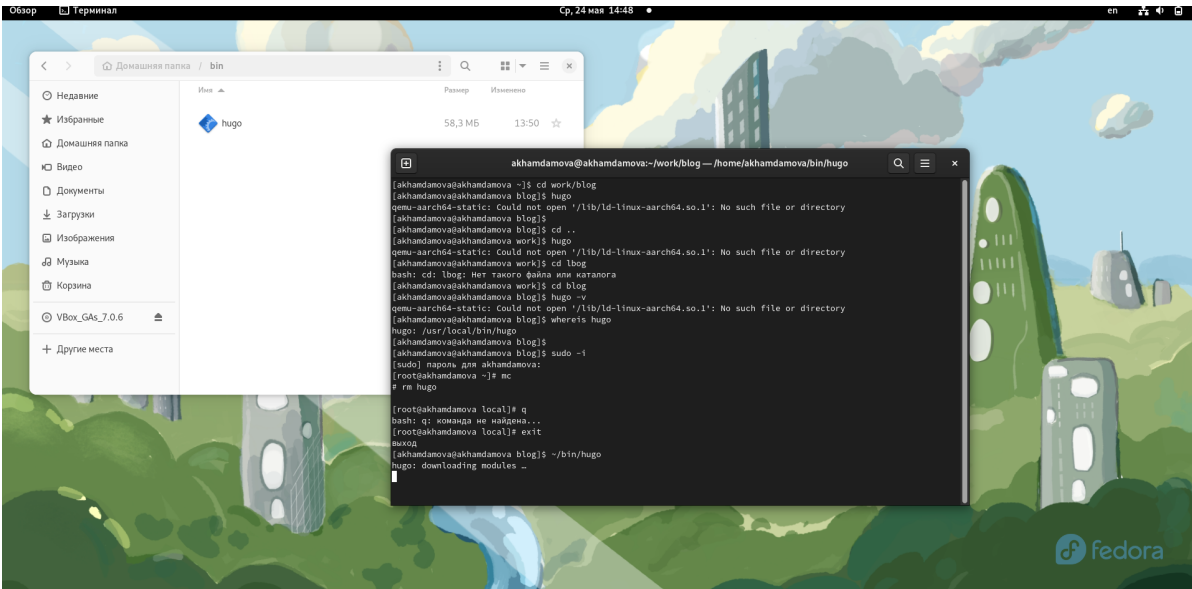 Обзор
Терминал
Ср, 24 мая 14:48
en
Домашняя папка / bin
Недавние
Избранные
Домашняя папка
Видео
Документы
Загрузки
Изображения
Музыка
Корзина
VBox_GAs_7.0.6
Другие места
Имя
Размер
Изменено
hugo
58,3 МБ
13:50
akhamdamova@akhamdamova:~/work/blog — /home/akhamdamova/bin/hugo
[akhamdamova@akhamdamova ~]$ cd work/blog
[akhamdamova@akhamdamova blog]$ hugo
qemu-aarch64-static: Could not open '/lib/ld-linux-aarch64.so.1': No such file or directory
[akhamdamova@akhamdamova blog]$
[akhamdamova@akhamdamova blog]$ cd ..
[akhamdamova@akhamdamova work]$ hugo
qemu-aarch64-static: Could not open '/lib/ld-linux-aarch64.so.1': No such file or directory
[akhamdamova@akhamdamova work]$ cd lbog
bash: cd: lbog: Нет такого файла или каталога
[akhamdamova@akhamdamova work]$ cd blog
[akhamdamova@akhamdamova blog]$ hugo -v
qemu-aarch64-static: Could not open '/lib/ld-linux-aarch64.so.1': No such file or directory
[akhamdamova@akhamdamova blog]$ whereis hugo
hugo: /usr/local/bin/hugo
[akhamdamova@akhamdamova blog]$
[akhamdamova@akhamdamova blog]$ sudo -i
[sudo] пароль для akhamdamova:
[root@akhamdamova ~]# mc
# rm hugo
[root@akhamdamova local]# q
bash: q: команда не найдена...
[root@akhamdamova local]# exit
выход
[akhamdamova@akhamdamova blog]$ ~/bin/hugo
hugo: downloading modules …
fedora